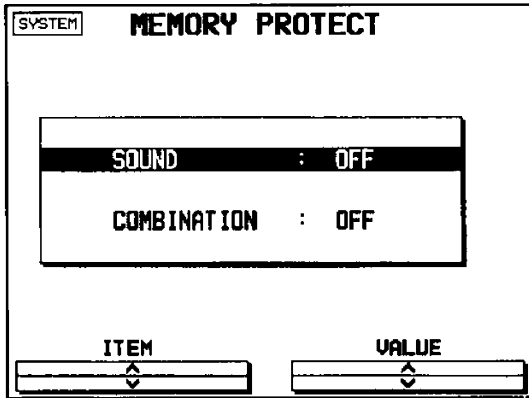 SYSTEM MEMORY PROTECT
SOUND : OFF
COMBINATION : OFF
ITEM VALUE